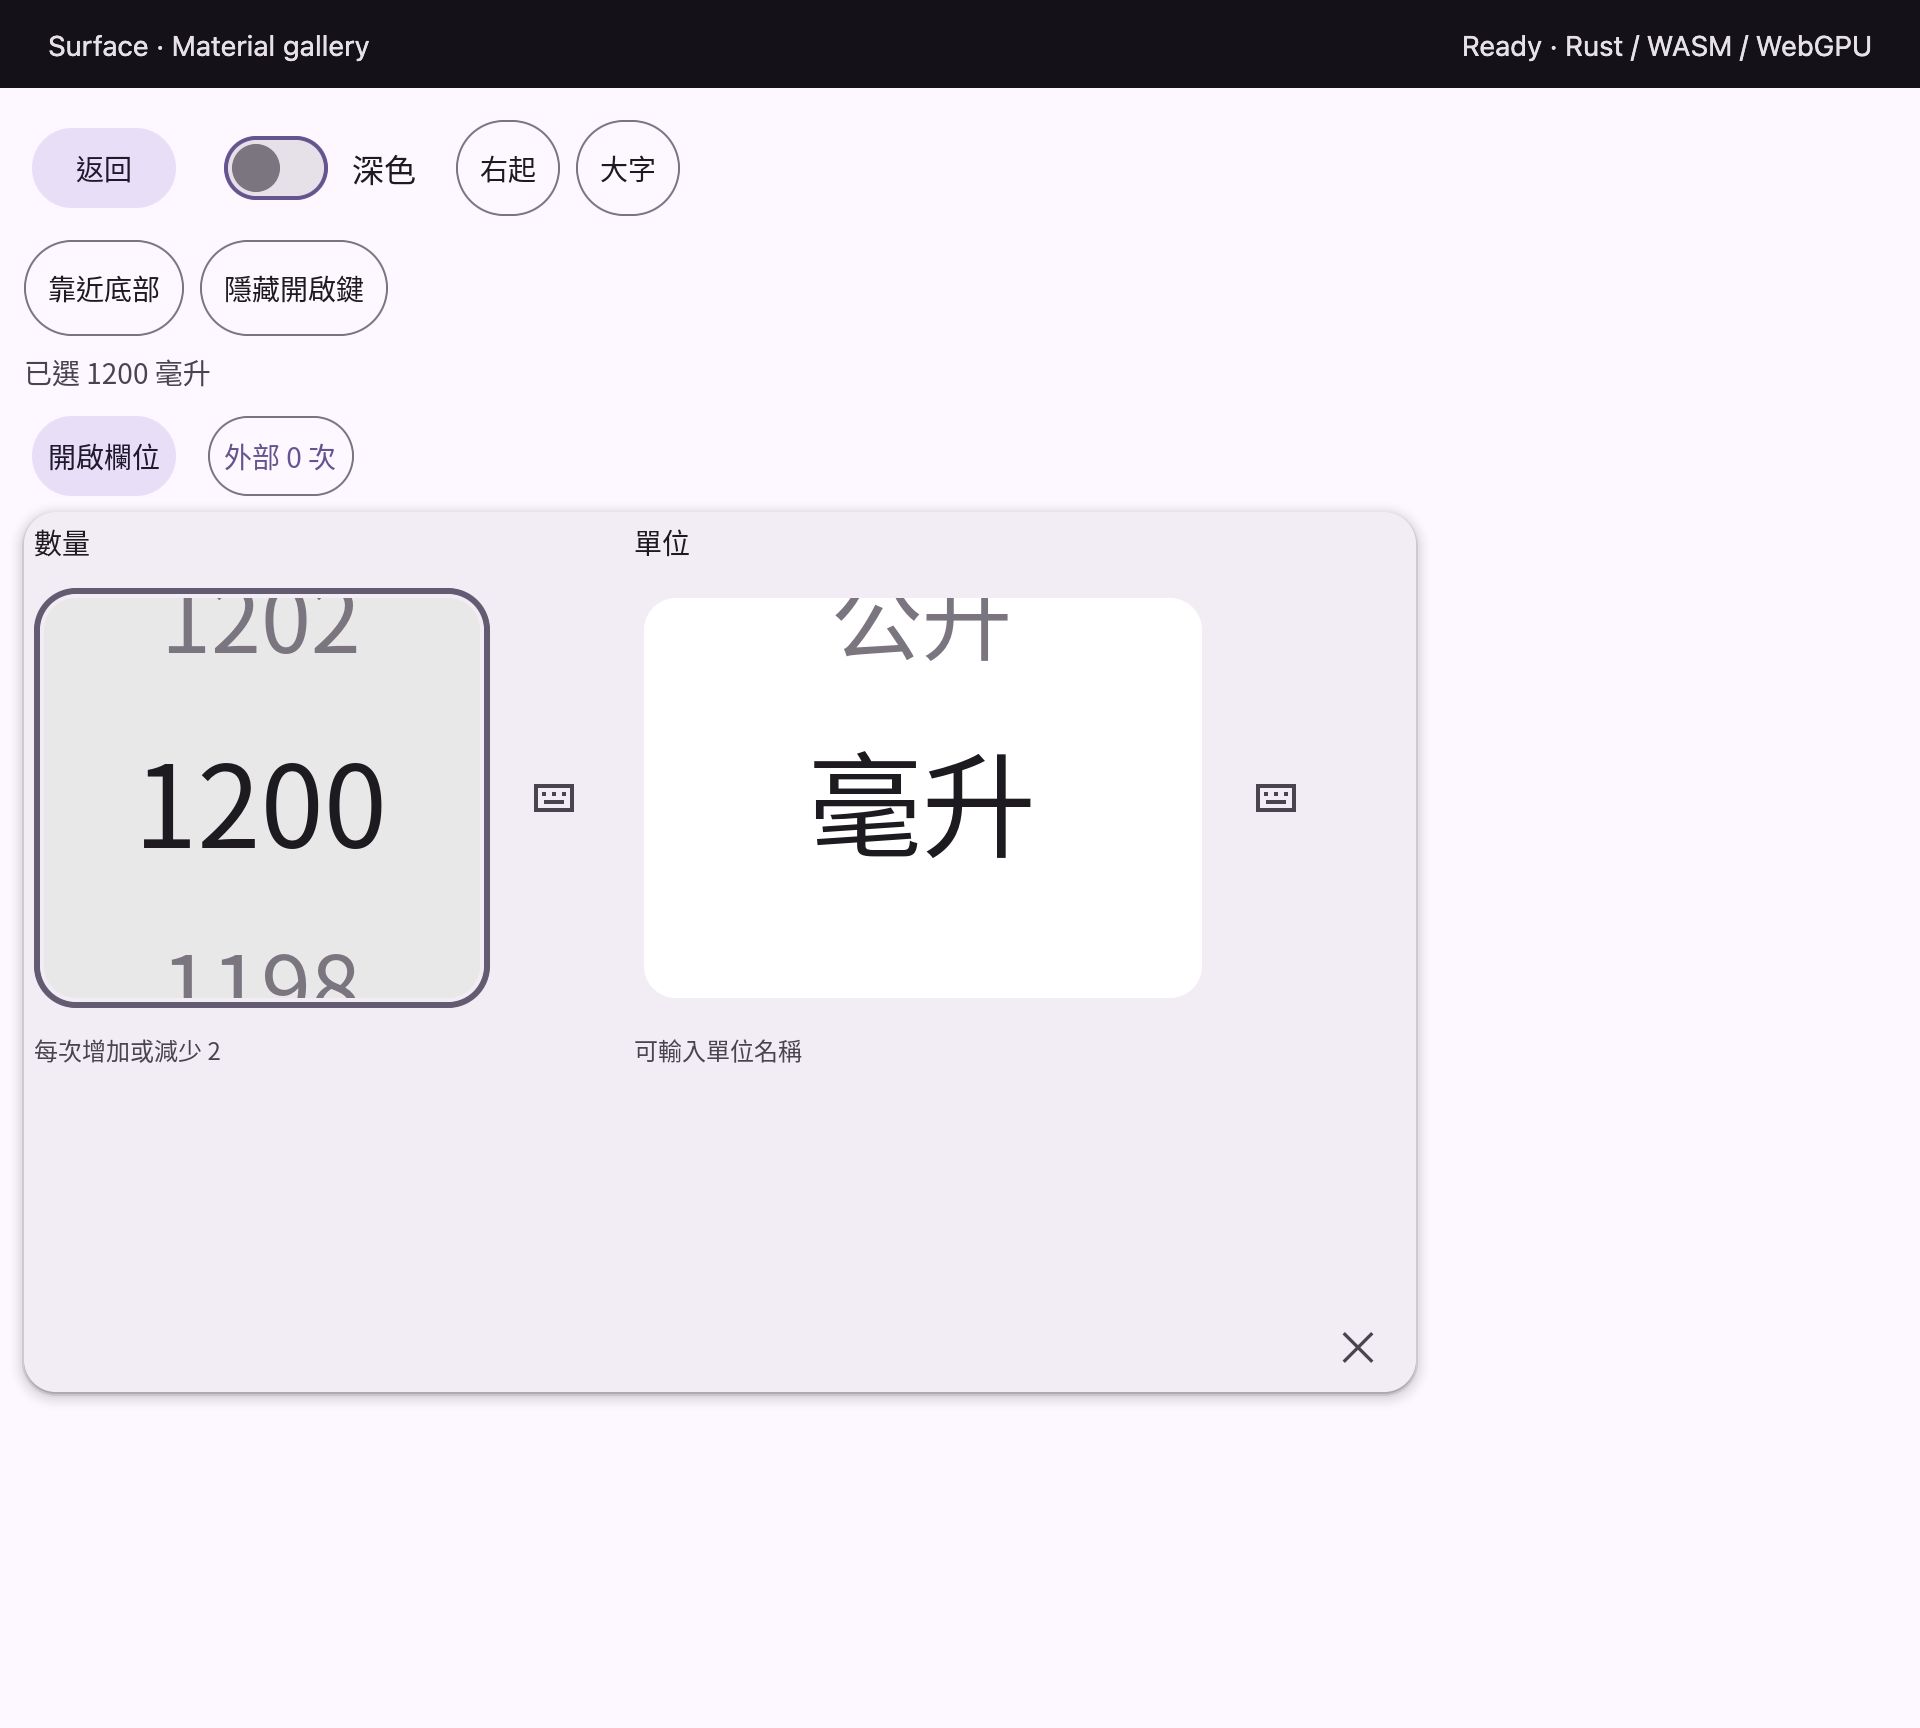 Surface · Material gallery
Ready · Rust / WASM / WebGPU
返回
深色
右起
大字
靠近底部
隱藏開啟鍵
已選 1200 毫升
開啟欄位
外部 0 次
數量
單位
1202
公升
1200
毫升
1198
每次增加或減少 2
可輸入單位名稱